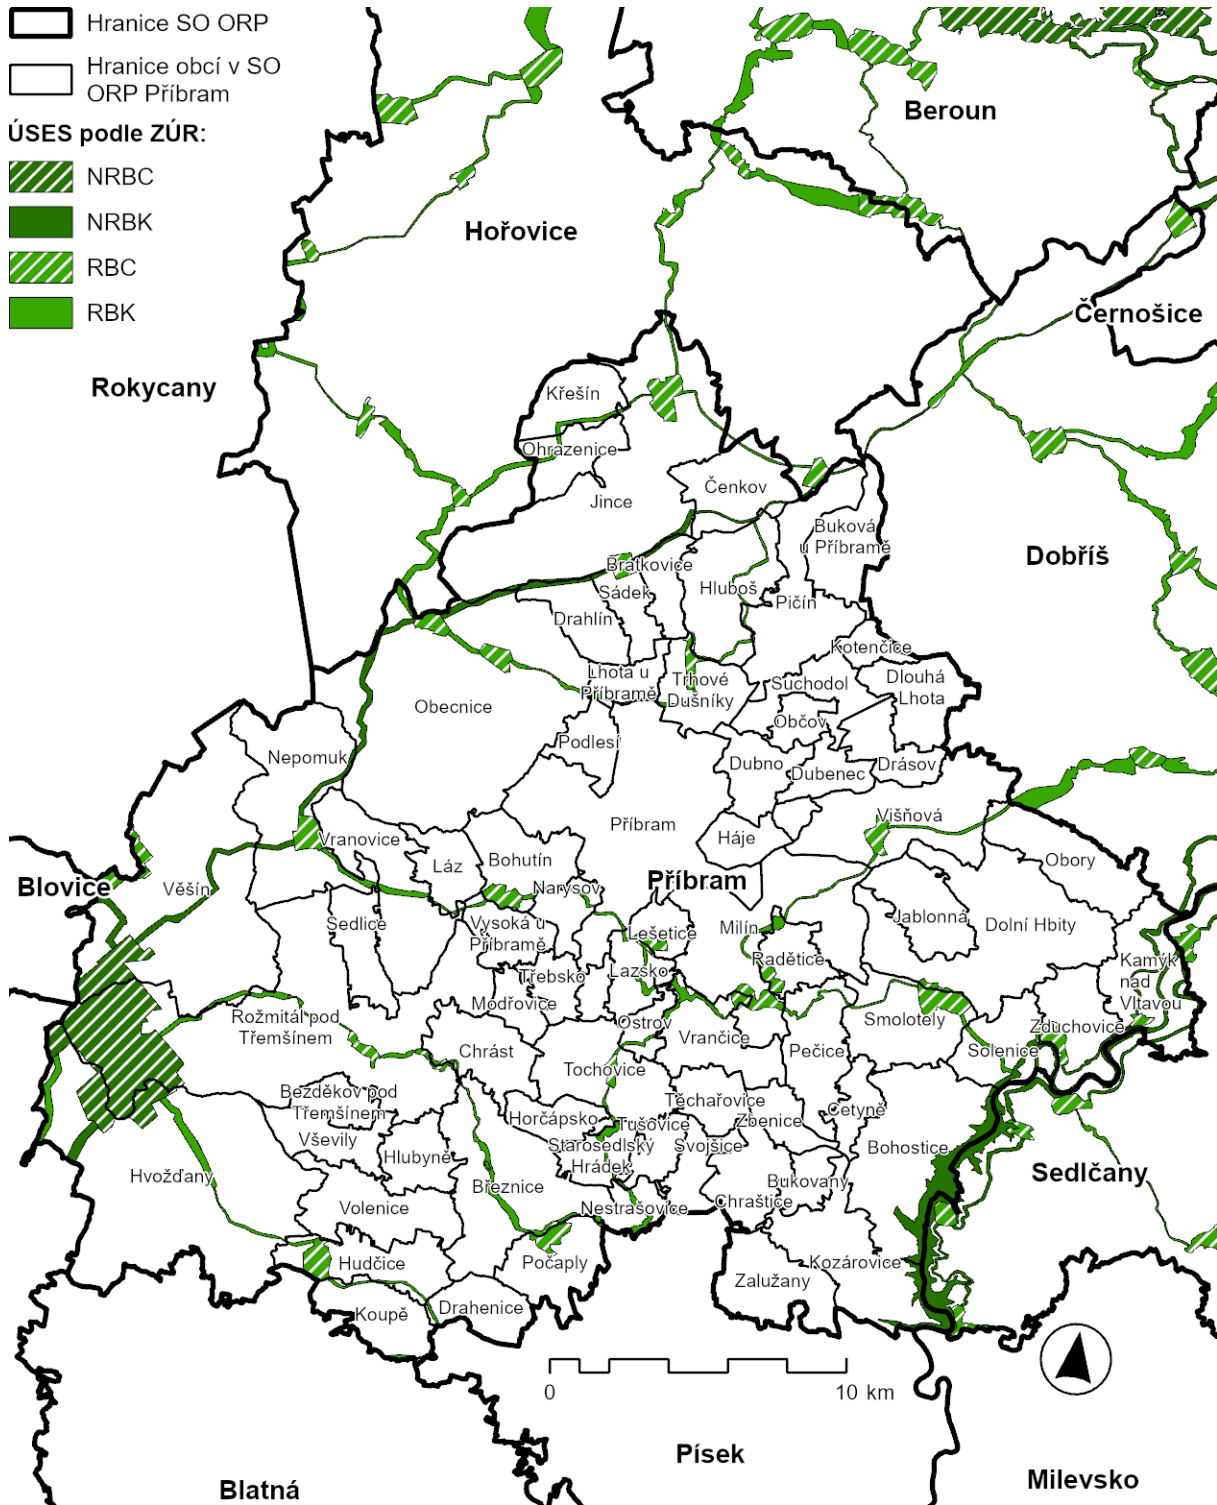 Hranice SO ORP
Hranice obcí v SO
ORP Příbram
ÚSES podle ZÚR:
NRBC
NRBK
RBC
RBK
Beroun
Hořovice
Černošice
Rokycany
Křešín
Ohrazenice
Čenkov
Jince
Buková
u Příbramě
Dobříš
Bratkovice
Sádek
Hluboš
Pičín
Drahlín
Kotenčice
Lhota u
Příbramě
Trhové
Dušníky
Suchodol
Dlouhá
Lhota
Obecnice
Občov
Podlesí
Nepomuk
Dubno
Dubenec
Drásov
Višňová
Příbram
Háje
Vranovice
Láz
Bohutín
Obory
Blovice
Věšín
Narysov
Příbram
Sedlice
Vysoká u
Příbramě
Lešetice
Milín
Jablonná
Dolní Hbity
Radětice
Kamýk
nad
Vltavou
Třebsko
Lazsko
Modřovice
Rožmitál pod
Třemšínem
Ostrov
Vrančice
Smolotely
Zduchovice
Chrást
Pečice
Solenice
Tochovice
Bezděkov pod
Třemšínem
Těchařovice
Horčápsko
Tušovice
Zbenice
Cetyně
Vševily
Starosedlský
Hrádek
Svojšice
Bohostice
Hlubyně
Hvožďany
Sedlčany
Březnice
Bukovany
Volenice
Nestrašovice
Chraštice
Hudčice
Počaply
Kozárovice
Zalužany
Koupě
Drahenice
0
10 km
Písek
Blatná
Milevsko